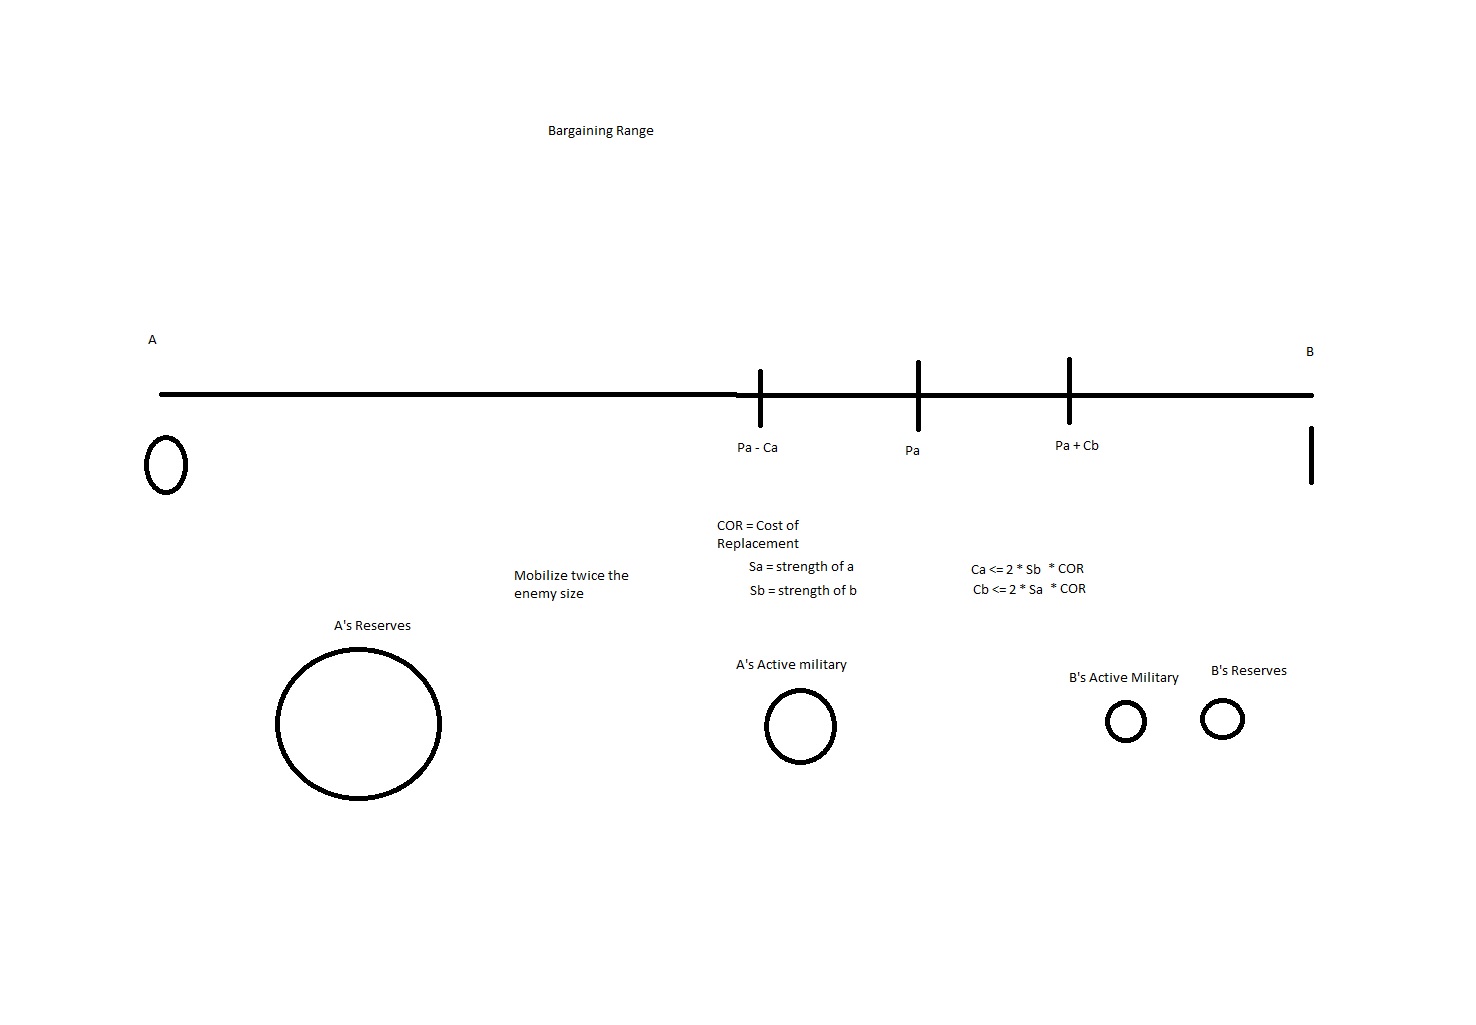 Bargaining Range
A
B
Pa - Ca
Pa
Pa + Cb
COR = Cost of
Replacement
Sa = strength of a
Sb = strength of b
Ca <= 2 * Sb * COR
Cb <= 2 * Sa * COR
Mobilize twice the
enemy size
A's Reserves
A's Active military
B's Active Military
B's Reserves